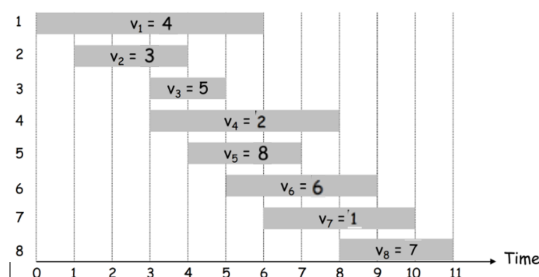 1 v₁ = 4
2 v₂ = 3
3 v₃ = 5
4 v₄ = '2
5 v₅ = 8
6 v₆ = 6
7 v₇ = '1
8 v₈ = 7
Time
0 1 2 3 4 5 6 7 8 9 10 11